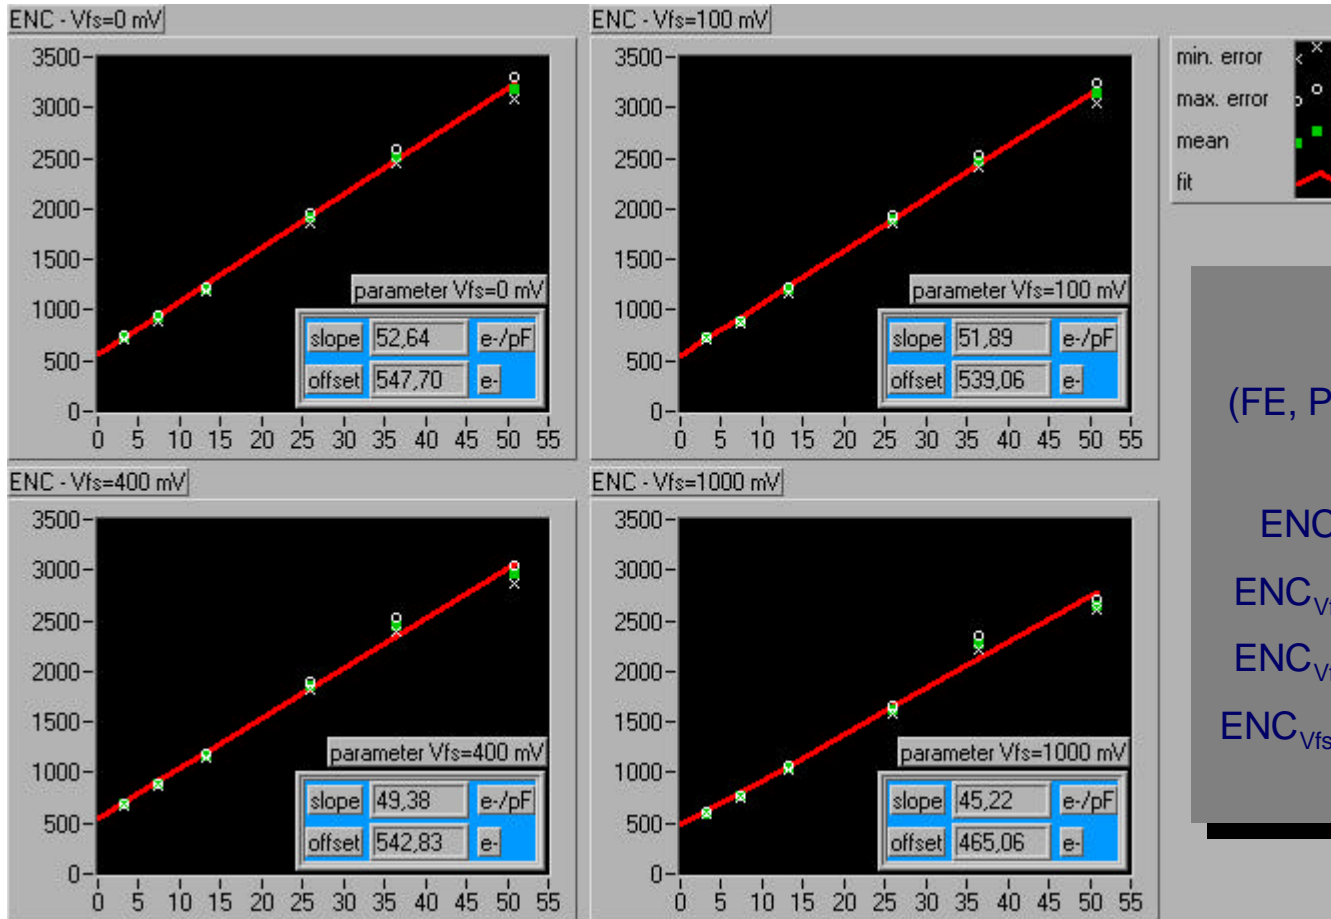 ENC - Vfs=0 mV
3500
3000
2500
2000
1500
1000
500
0
0 5 10 15 20 25 30 35 40 45 50 55
parameter Vfs=0 mV
slope 52,64 e-/pF
offset 547,70 e-
ENC - Vfs=100 mV
3500
3000
2500
2000
1500
1000
500
0
0 5 10 15 20 25 30 35 40 45 50 55
parameter Vfs=100 mV
slope 51,89 e-/pF
offset 539,06 e-
min. error
max. error
mean
fit
ENC - Vfs=400 mV
3500
3000
2500
2000
1500
1000
500
0
0 5 10 15 20 25 30 35 40 45 50 55
parameter Vfs=400 mV
slope 49,38 e-/pF
offset 542,83 e-
ENC - Vfs=1000 mV
3500
3000
2500
2000
1500
1000
500
0
0 5 10 15 20 25 30 35 40 45 50 55
parameter Vfs=1000 mV
slope 45,22 e-/pF
offset 465,06 e-
(FE, P
ENC
ENCVf
ENCVf
ENCVfs